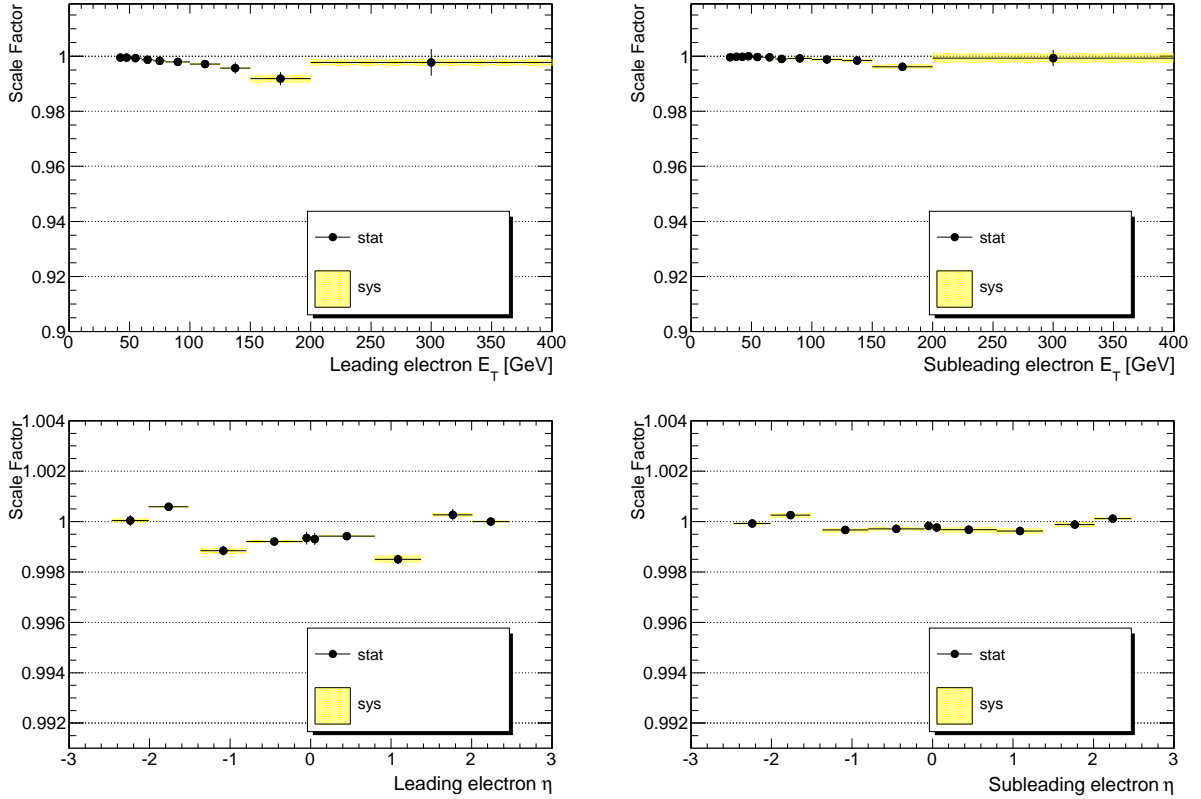 Scale Factor
1
0.98
0.96
0.94
0.92
0.9
stat
sys
0 50 100 150 200 250 300 350 400
Leading electron E_T [GeV]
Scale Factor
1
0.98
0.96
0.94
0.92
0.9
stat
sys
0 50 100 150 200 250 300 350 400
Subleading electron E_T [GeV]
Scale Factor
1.004
1.002
1
0.998
0.996
0.994
0.992
stat
sys
-3 -2 -1 0 1 2 3
Leading electron η
Scale Factor
1.004
1.002
1
0.998
0.996
0.994
0.992
stat
sys
-3 -2 -1 0 1 2 3
Subleading electron η